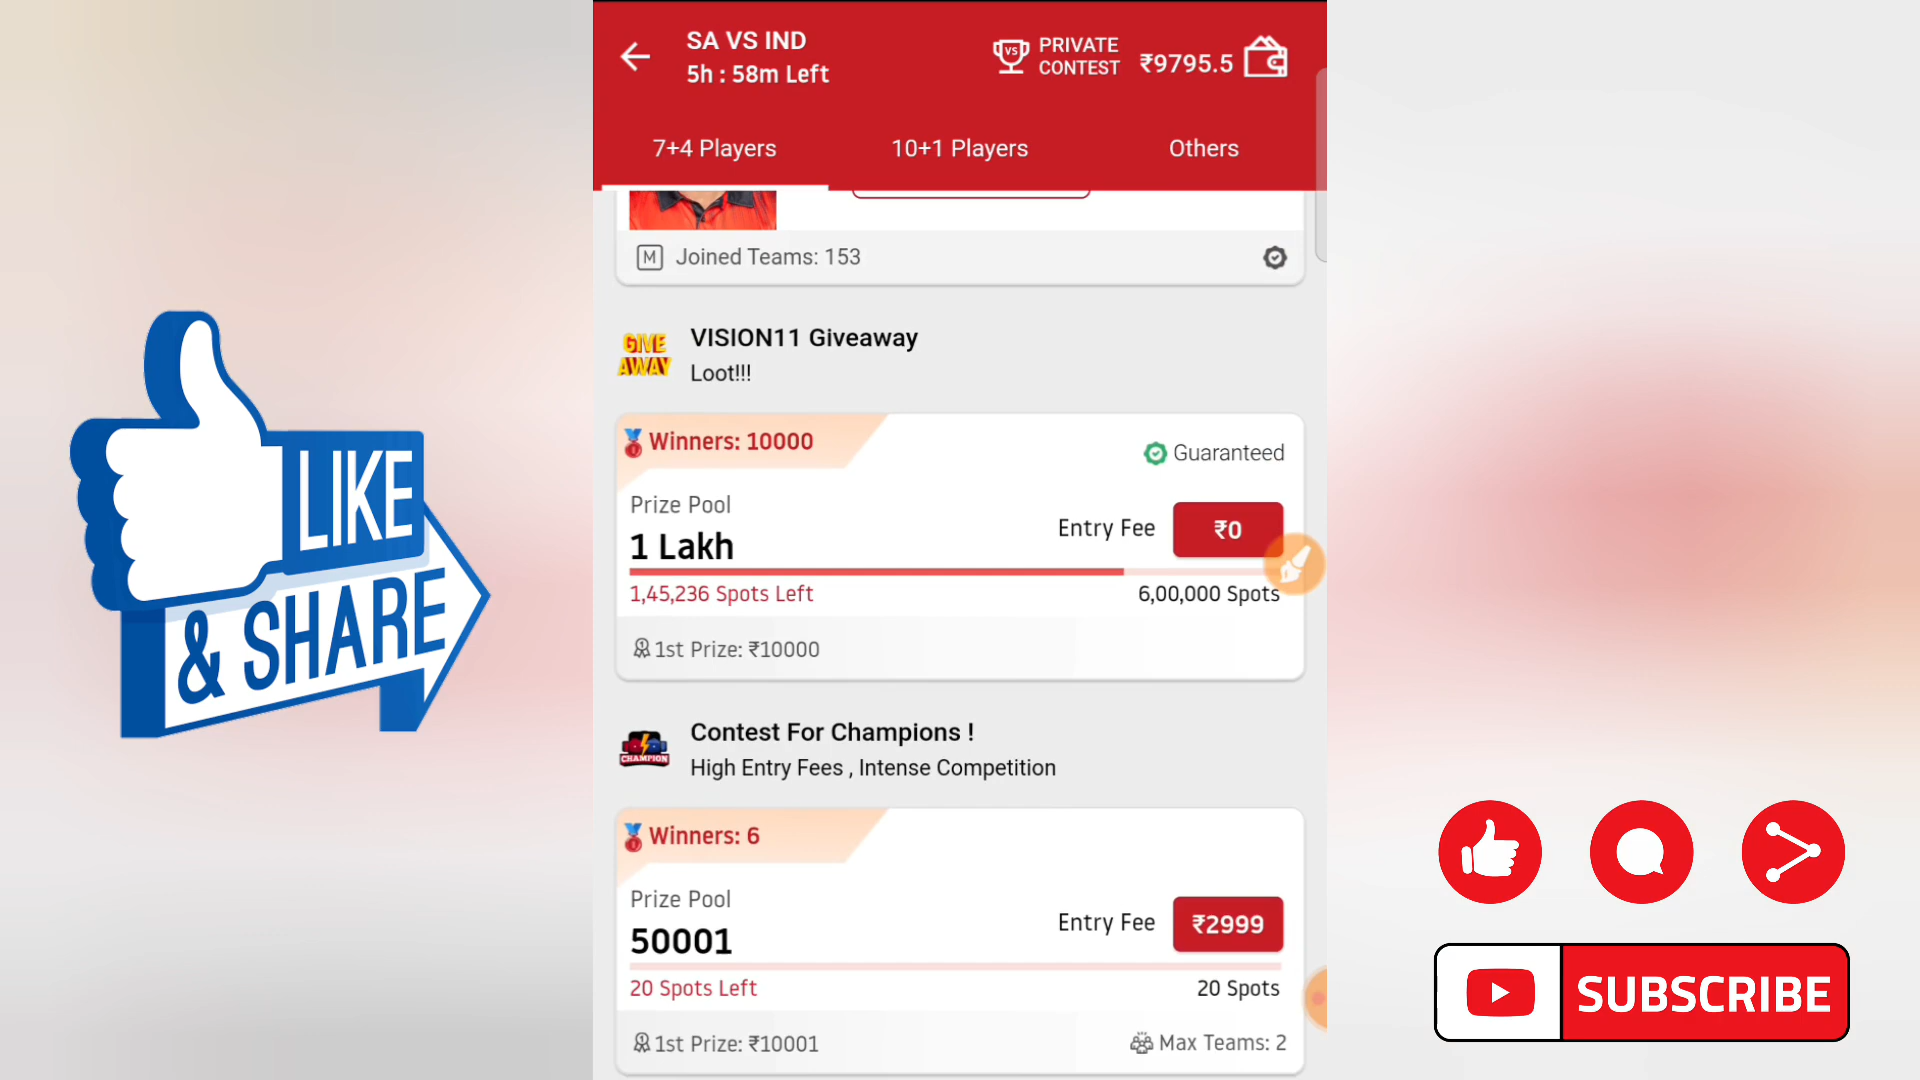 SA VS IND
5h : 58m Left
VS
PRIVATE
CONTEST
₹9795.5
7+4 Players
10+1 Players
Others
M
Joined Teams: 153
GIVE
AWAY
VISION11 Giveaway
Loot!!!
Winners: 10000
Guaranteed
Prize Pool
1 Lakh
Entry Fee
₹0
1,45,236 Spots Left
6,00,000 Spots
1st Prize: ₹10000
CHAMPION
Contest For Champions !
High Entry Fees , Intense Competition
Winners: 6
Prize Pool
50001
Entry Fee
₹2999
20 Spots Left
20 Spots
1st Prize: ₹10001
Max Teams: 2
LIKE
& SHARE
SUBSCRIBE